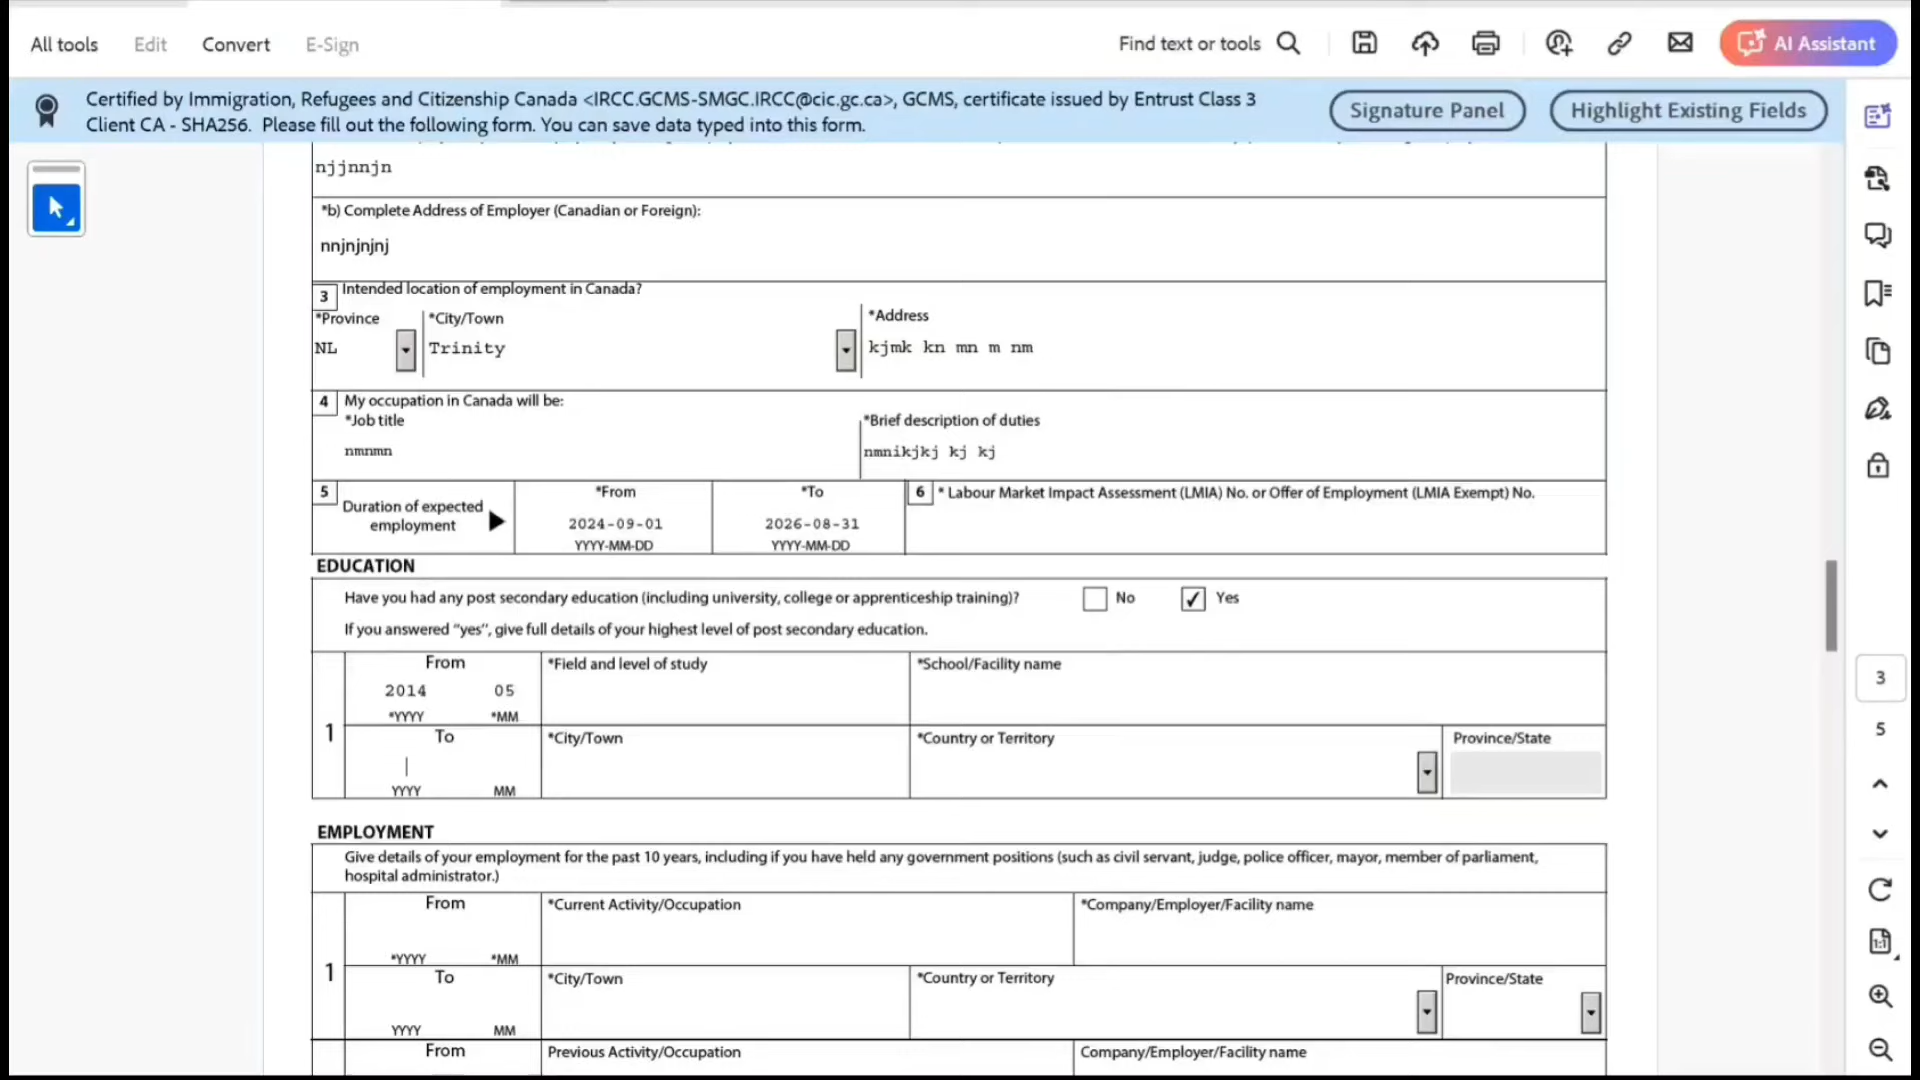 All tools
Edit
Convert
E-Sign
Find text or tools
AI Assistant
Certified by Immigration, Refugees and Citizenship Canada <IRCC.GCMS-SMGC.IRCC@cic.gc.ca>, GCMS, certificate issued by Entrust Class 3
Client CA - SHA256. Please fill out the following form. You can save data typed into this form.
Signature Panel
Highlight Existing Fields
njjnnjn
*b) Complete Address of Employer (Canadian or Foreign):
nnjnjnjnj
3 Intended location of employment in Canada?
*Province
*City/Town
*Address
NL
Trinity
kjmk kn mn m nm
4 My occupation in Canada will be:
*Job title
*Brief description of duties
nmnmn
nmnikjkj kj kj
5 Duration of expected
employment
*From
2024-09-01
YYYY-MM-DD
*To
2026-08-31
YYYY-MM-DD
6 * Labour Market Impact Assessment (LMIA) No. or Offer of Employment (LMIA Exempt) No.
EDUCATION
Have you had any post secondary education (including university, college or apprenticeship training)?
No
Yes
If you answered “yes”, give full details of your highest level of post secondary education.
1
From
2014 05
*YYYY *MM
*Field and level of study
*School/Facility name
To
YYYY MM
*City/Town
*Country or Territory
Province/State
EMPLOYMENT
Give details of your employment for the past 10 years, including if you have held any government positions (such as civil servant, judge, police officer, mayor, member of parliament,
hospital administrator.)
1
From
*YYYY *MM
*Current Activity/Occupation
*Company/Employer/Facility name
To
YYYY MM
*City/Town
*Country or Territory
Province/State
From
Previous Activity/Occupation
Company/Employer/Facility name
3
5
1:1